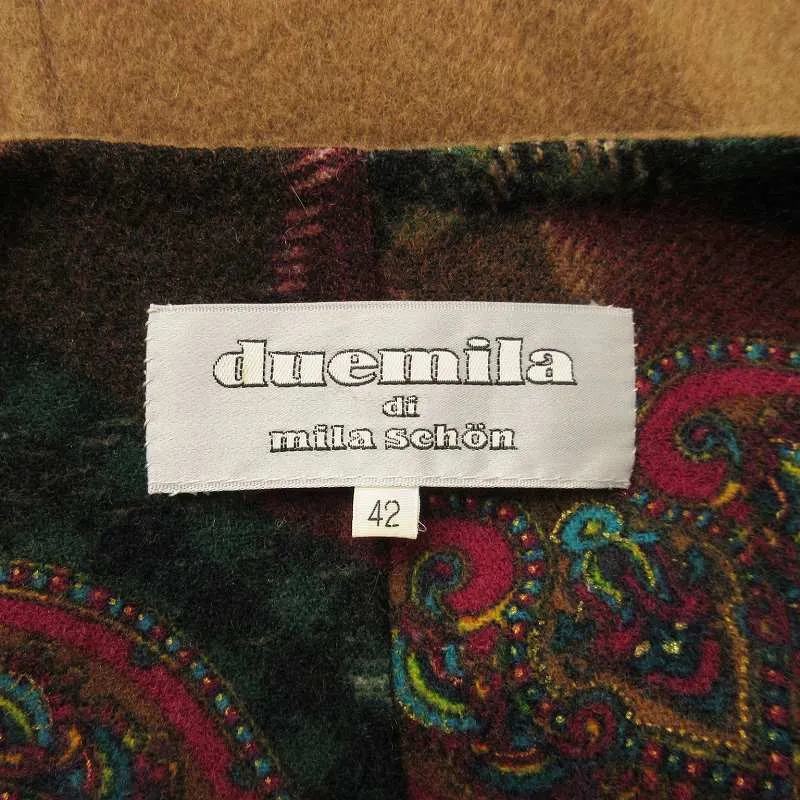 duemila
di
mila schön
42